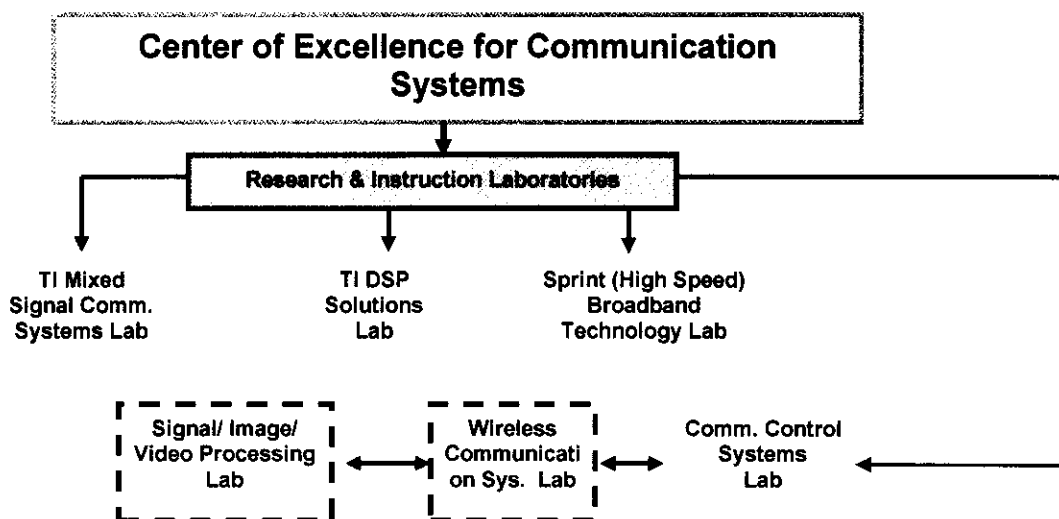 Center of Excellence for Communication
Systems
Research & Instruction Laboratories
TI Mixed
Signal Comm.
Systems Lab
TI DSP
Solutions
Lab
Sprint (High Speed)
Broadband
Technology Lab
Signal/ Image/
Video Processing
Lab
Wireless
Communicati
on Sys. Lab
Comm. Control
Systems
Lab